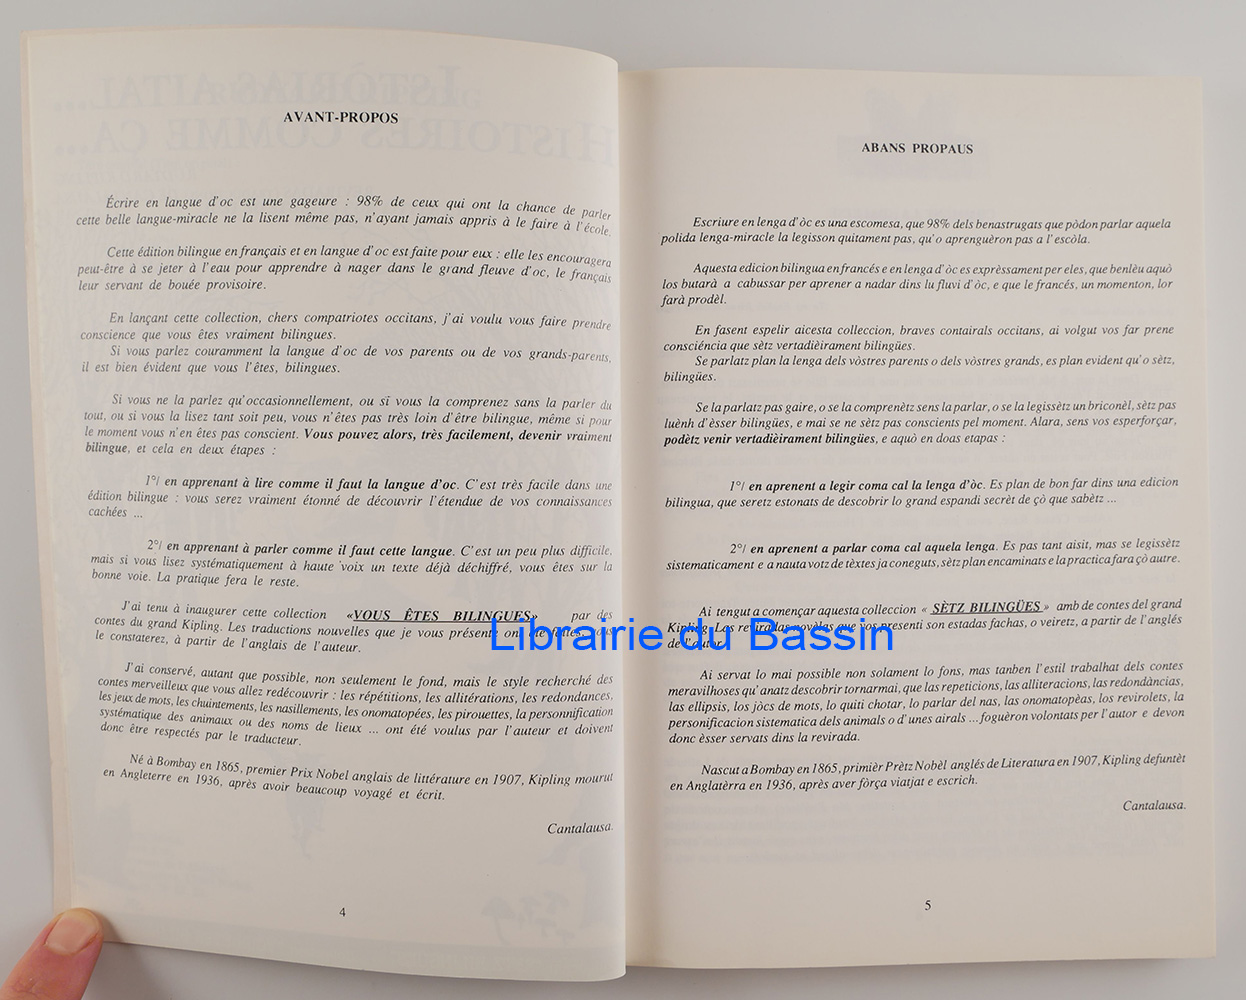 AVANT-PROPOS
Écrire en langue d'oc est une gageure : 98% de ceux qui ont la chance de parler
cette belle langue-miracle ne la lisent même pas, n'ayant jamais appris à le faire à l'école.
Cette édition bilingue en français et en langue d'oc est faite pour eux : elle les encouragera
peut-être à se jeter à l'eau pour apprendre à nager dans le grand fleuve d'oc, le français
leur servant de bouée provisoire.
En lançant cette collection, chers compatriotes occitans, j'ai voulu vous faire prendre
conscience que vous êtes vraiment bilingues.
Si vous parlez couramment la langue d'oc de vos parents ou de vos grands-parents,
il est bien évident que vous l'êtes, bilingues.
Si vous ne la parlez qu'occasionnellement, ou si vous la comprenez sans la parler du
tout, ou si vous la lisez tant soit peu, vous n'êtes pas très loin d'être bilingue, même si pour
le moment vous n'en êtes pas conscient. Vous pouvez alors, très facilement, devenir vraiment
bilingue, et cela en deux étapes :
1°/ en apprenant à lire comme il faut la langue d'oc. C'est très facile dans une
édition bilingue : vous serez vraiment étonné de découvrir l'étendue de vos connaissances
cachées ...
2°/ en apprenant à parler comme il faut cette langue. C'est un peu plus difficile,
mais si vous lisez systématiquement à haute voix un texte déjà déchiffré, vous êtes sur la
bonne voie. La pratique fera le reste.
J'ai tenu à inaugurer cette collection «VOUS ÊTES BILINGUES» par des
contes du grand Kipling. Les traductions nouvelles que je vous présente ont été faites, vous
le constaterez, à partir de l'anglais de l'auteur.
J'ai conservé, autant que possible, non seulement le fond, mais le style recherché des
contes merveilleux que vous allez redécouvrir : les répétitions, les allitérations, les redondances,
les jeux de mots, les chuintements, les nasillements, les onomatopées, les pirouettes, la personnification
systématique des animaux ou des noms de lieux ... ont été voulus par l'auteur et doivent
donc être respectés par le traducteur.
Né à Bombay en 1865, premier Prix Nobel anglais de littérature en 1907, Kipling mourut
en Angleterre en 1936, après avoir beaucoup voyagé et écrit.
Cantalausa.
4
ABANS PROPAUS
Escriure en lenga d'òc es una escomesa, que 98% dels benastrugats que pòdon parlar aquela
polida lenga-miracle la legisson quitament pas, qu'o aprenguèron pas a l'escòla.
Aquesta edicion bilingua en francés e en lenga d'òc es exprèssament per eles, que benlèu aquò
los butarà a cabussar per aprener a nadar dins lu fluvi d'òc, e que le francés, un momenton, lor
farà prodèl.
En fasent espelir aicesta colleccion, braves contairals occitans, ai volgut vos far prene
consciéncia que sètz vertadièirament bilingües.
Se parlatz plan la lenga dels vòstres parents o dels vòstres grands, es plan evident qu'o sètz,
bilingües.
Se la parlatz pas gaire, o se la comprenètz sens la parlar, o se la legissètz un briconèl, sètz pas
luènh d'èsser bilingües, e mai se ne sètz pas conscients pel moment. Alara, sens vos esperforçar,
podètz venir vertadièirament bilingües, e aquò en doas etapas :
1°/ en aprenent a legir coma cal la lenga d'òc. Es plan de bon far dins una edicion
bilingua, que seretz estonats de descobrir lo grand espandi secrèt de çò que sabètz ...
2°/ en aprenent a parlar coma cal aquela lenga. Es pas tant aisit, mas se legissètz
sistematicament e a nauta votz de tèxtes ja coneguts, sètz plan encaminats e la practica fara çò autre.
Ai tengut a començar aquesta colleccion « SÈTZ BILINGÜES » amb de contes del grand
Kipling. Las reviradas novèlas que vos presenti son estadas fachas, o veiretz, a partir de l'anglés
de l'autor.
Ai servat lo mai possible non solament lo fons, mas tanben l'estil trabalhat dels contes
meravilhoses qu'anatz descobrir tornarmai, que las repeticions, las alliteracions, las redondàncias,
las ellipsis, los jòcs de mots, lo quiti chotar, lo parlar del nas, las onomatopèas, los revirolets, la
personificacion sistematica dels animals o d'unes airals ...foguèron volontats per l'autor e devon
donc èsser servats dins la revirada.
Nascut a Bombay en 1865, primièr Prètz Nobèl anglés de Literatura en 1907, Kipling defuntèt
en Anglatèrra en 1936, après aver fòrça viatjat e escrich.
Cantalausa.
5
Librairie du Bassin